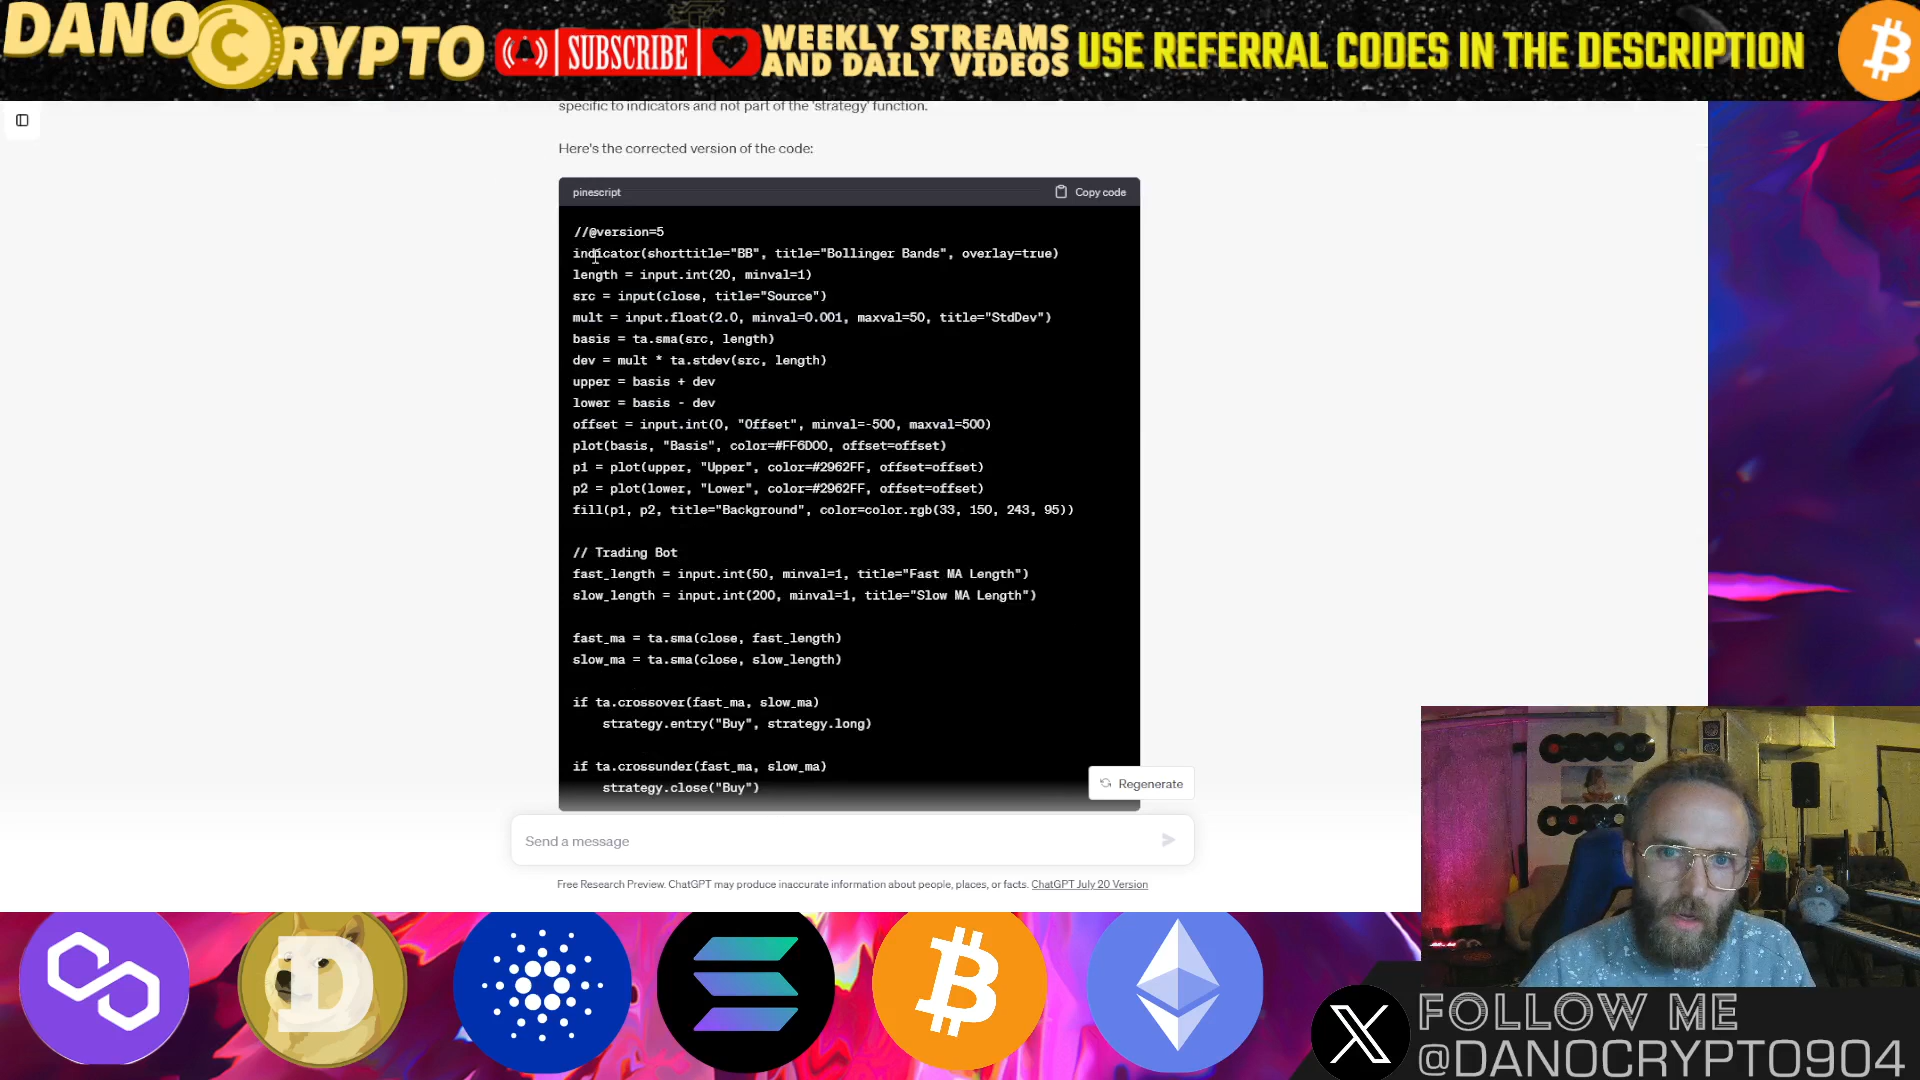 DANO CRYPTO
SUBSCRIBE
WEEKLY STREAMS
AND DAILY VIDEOS
USE REFERRAL CODES IN THE DESCRIPTION
specific to indicators and not part of the 'strategy' function.
Here's the corrected version of the code:
pinescript
Copy code
//@version=5
indicator(shorttitle="BB", title="Bollinger Bands", overlay=true)
length = input.int(20, minval=1)
src = input(close, title="Source")
mult = input.float(2.0, minval=0.001, maxval=50, title="StdDev")
basis = ta.sma(src, length)
dev = mult * ta.stdev(src, length)
upper = basis + dev
lower = basis - dev
offset = input.int(0, "Offset", minval=-500, maxval=500)
plot(basis, "Basis", color=#FF6D00, offset=offset)
p1 = plot(upper, "Upper", color=#2962FF, offset=offset)
p2 = plot(lower, "Lower", color=#2962FF, offset=offset)
fill(p1, p2, title="Background", color=color.rgb(33, 150, 243, 95))
// Trading Bot
fast_length = input.int(50, minval=1, title="Fast MA Length")
slow_length = input.int(200, minval=1, title="Slow MA Length")
fast_ma = ta.sma(close, fast_length)
slow_ma = ta.sma(close, slow_length)
if ta.crossover(fast_ma, slow_ma)
strategy.entry("Buy", strategy.long)
if ta.crossunder(fast_ma, slow_ma)
strategy.close("Buy")
Regenerate
Send a message
Free Research Preview. ChatGPT may produce inaccurate information about people, places, or facts. ChatGPT July 20 Version
FOLLOW ME
@DANOCRYPTO904